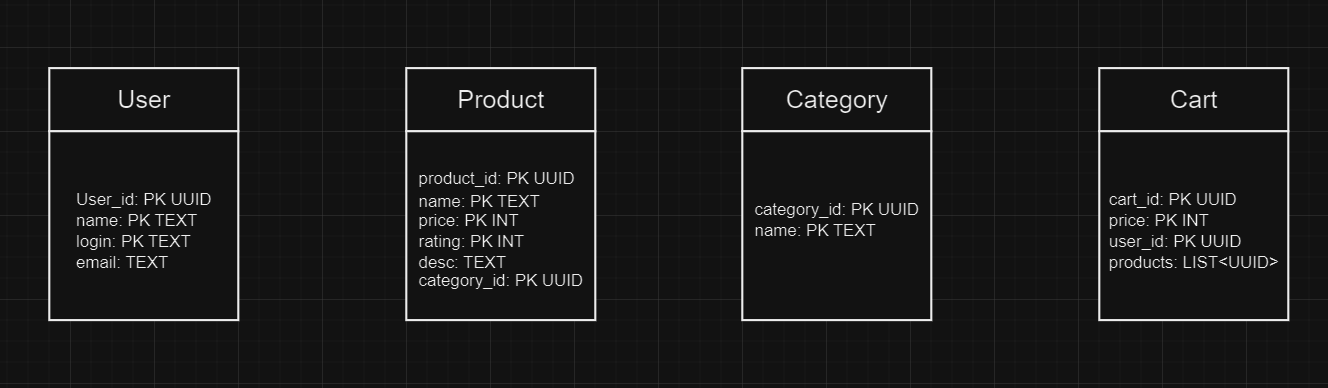 User
User_id: PK UUID
name: PK TEXT
login: PK TEXT
email: TEXT
Product
product_id: PK UUID
name: PK TEXT
price: PK INT
rating: PK INT
desc: TEXT
category_id: PK UUID
Category
category_id: PK UUID
name: PK TEXT
Cart
cart_id: PK UUID
price: PK INT
user_id: PK UUID
products: LIST<UUID>